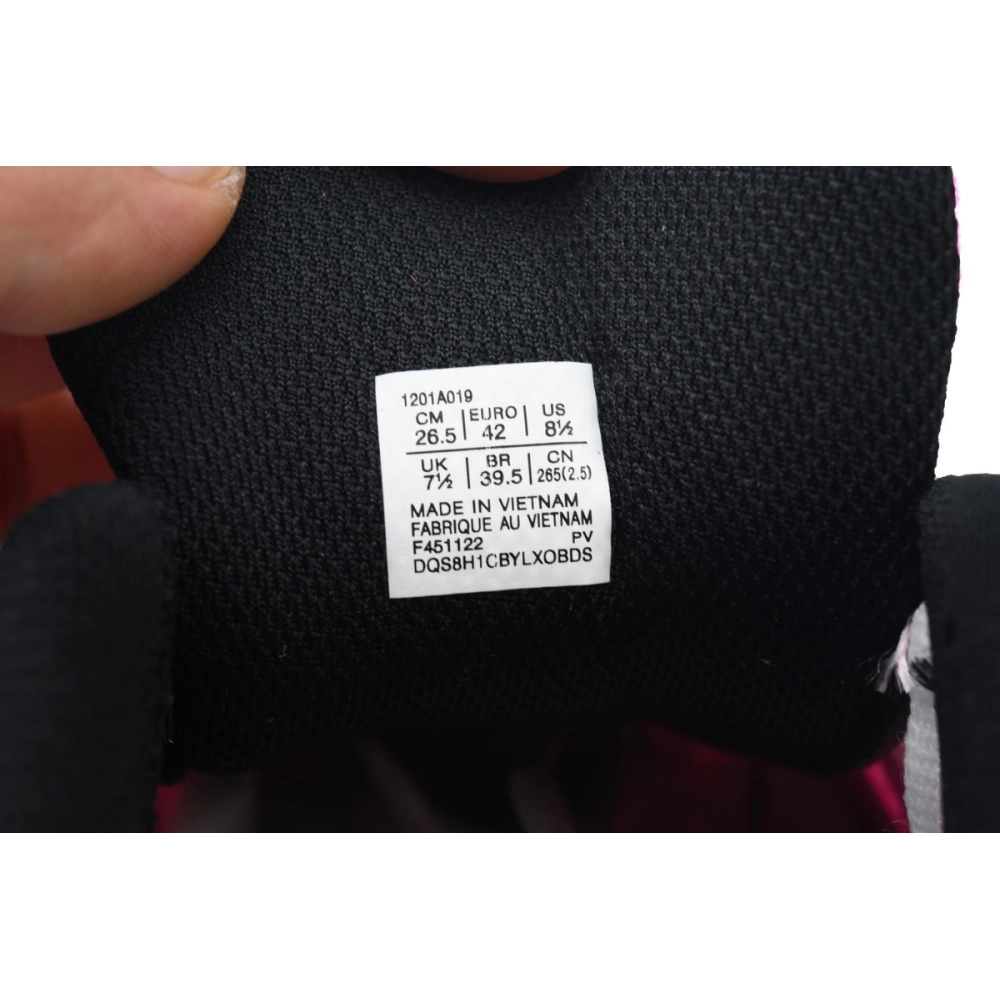 1201A019
CM | EURO | US
26.5 | 42 | 8½
UK | BR | CN
7½ | 39.5 | 265(2.5)
MADE IN VIETNAM
FABRIQUE AU VIETNAM
F451122 PV
DQS8H1CBYLXOBDS